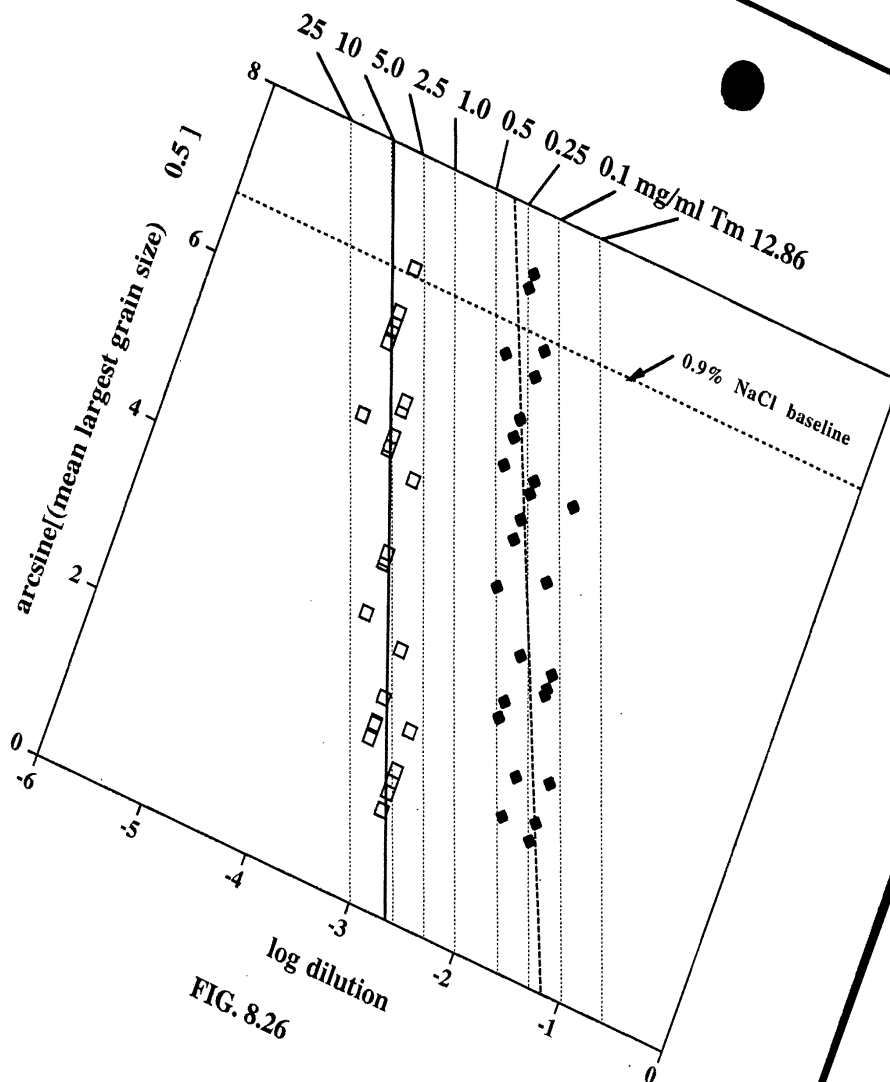 25 10 5.0 2.5 1.0 0.5 0.25 0.1 mg/ml Tm 12.86
8
6
4
2
0
arcsine[(mean largest grain size) 0.5 ]
0.9% NaCl baseline
-6 -5 -4 -3 -2 -1 0
log dilution
FIG. 8.26